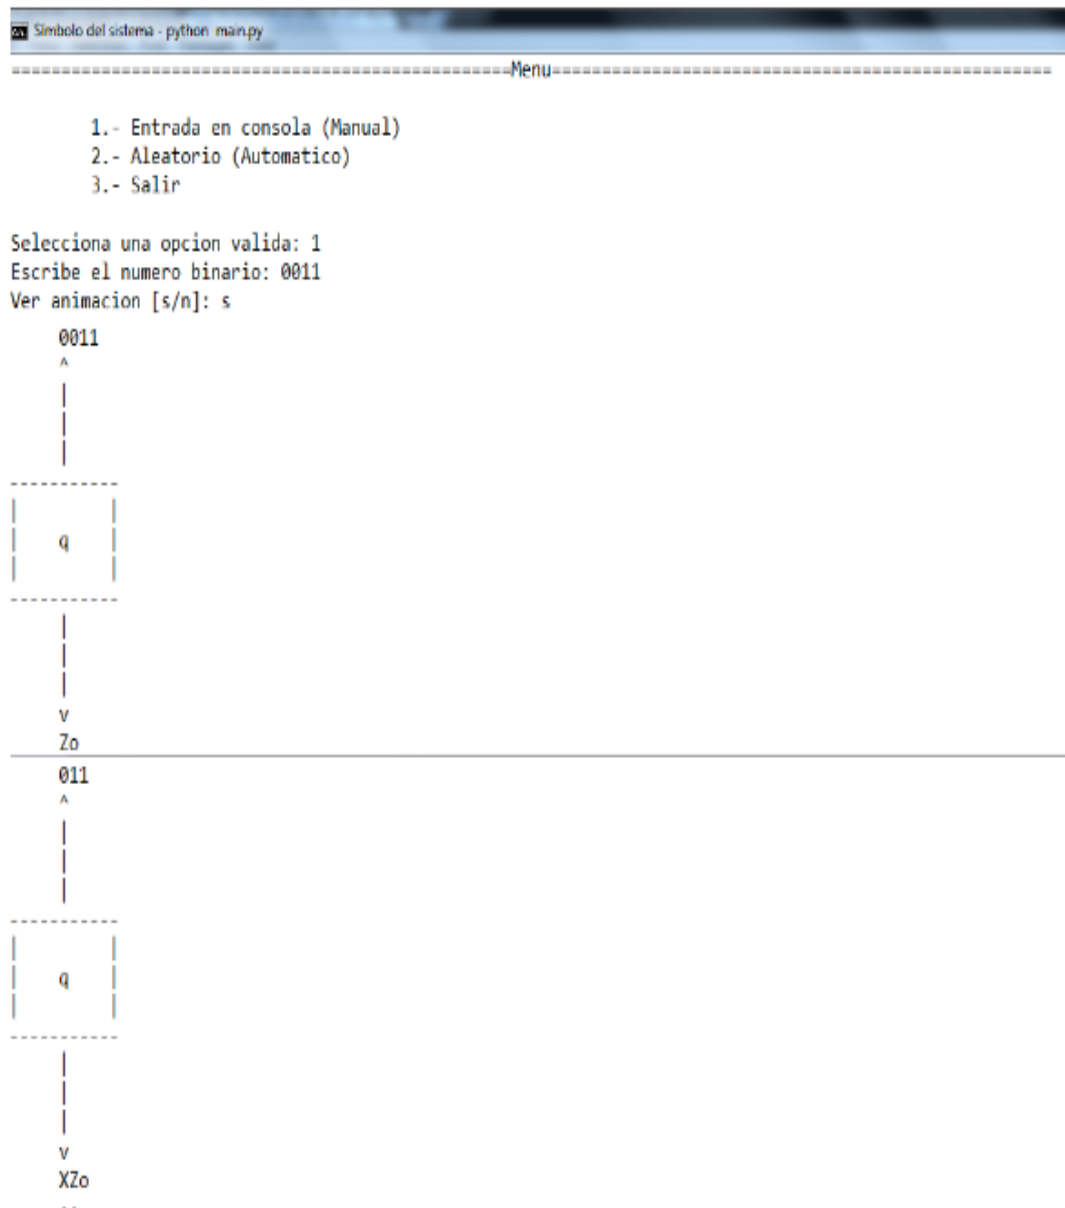 Símbolo del sistema - python main.py
==================================================Menu==================================================
1.- Entrada en consola (Manual)
2.- Aleatorio (Automatico)
3.- Salir
Selecciona una opcion valida: 1
Escribe el numero binario: 0011
Ver animacion [s/n]: s
0011
^
|
|
|
-----------
|         |
|    q    |
|         |
-----------
|
|
|
v
Zo
011
^
|
|
|
-----------
|         |
|    q    |
|         |
-----------
|
|
|
v
XZo